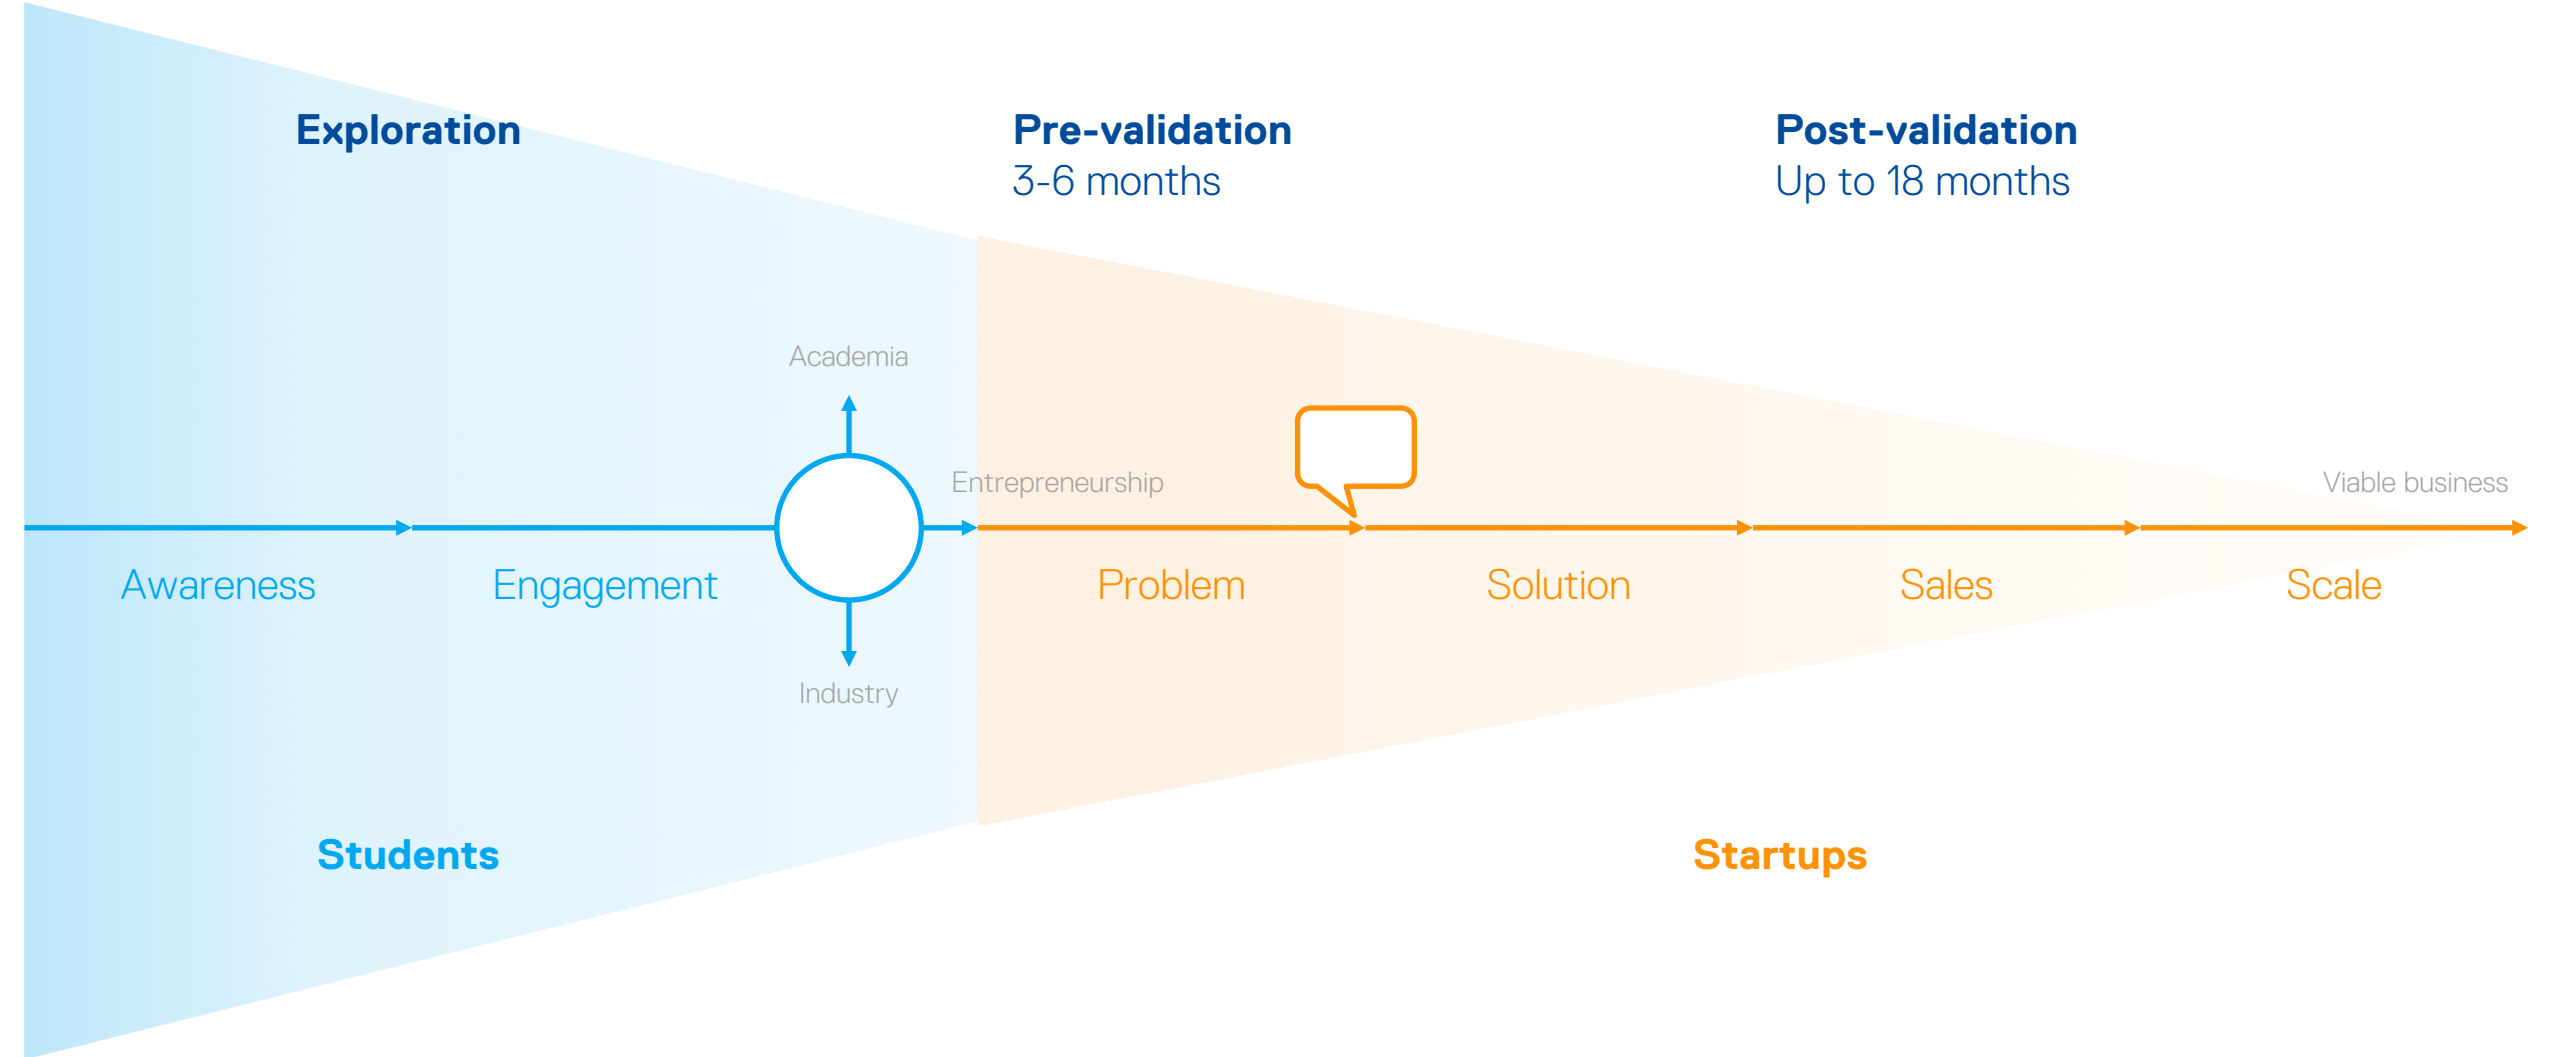 Exploration
Pre-validation
3-6 months
Post-validation
Up to 18 months
Academia
Entrepreneurship
Viable business
Awareness
Engagement
Problem
Solution
Sales
Scale
Industry
Students
Startups